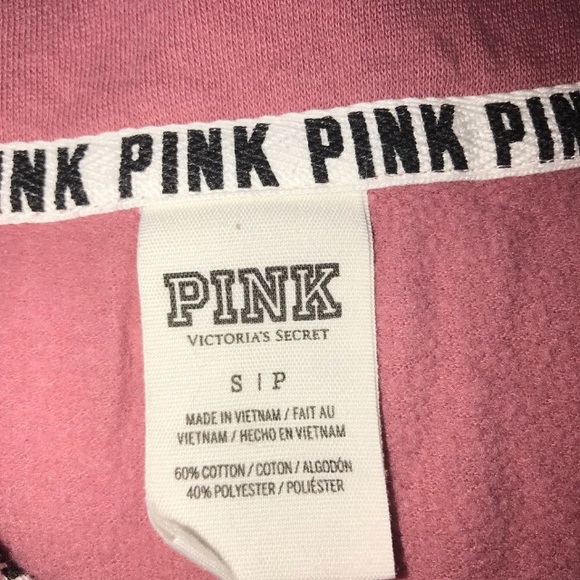 INK PINK PINK PIN
PINK
VICTORIA'S SECRET
S | P
MADE IN VIETNAM / FAIT AU
VIETNAM / HECHO EN VIETNAM
60% COTTON / COTON / ALGODÓN
40% POLYESTER / POLIÉSTER